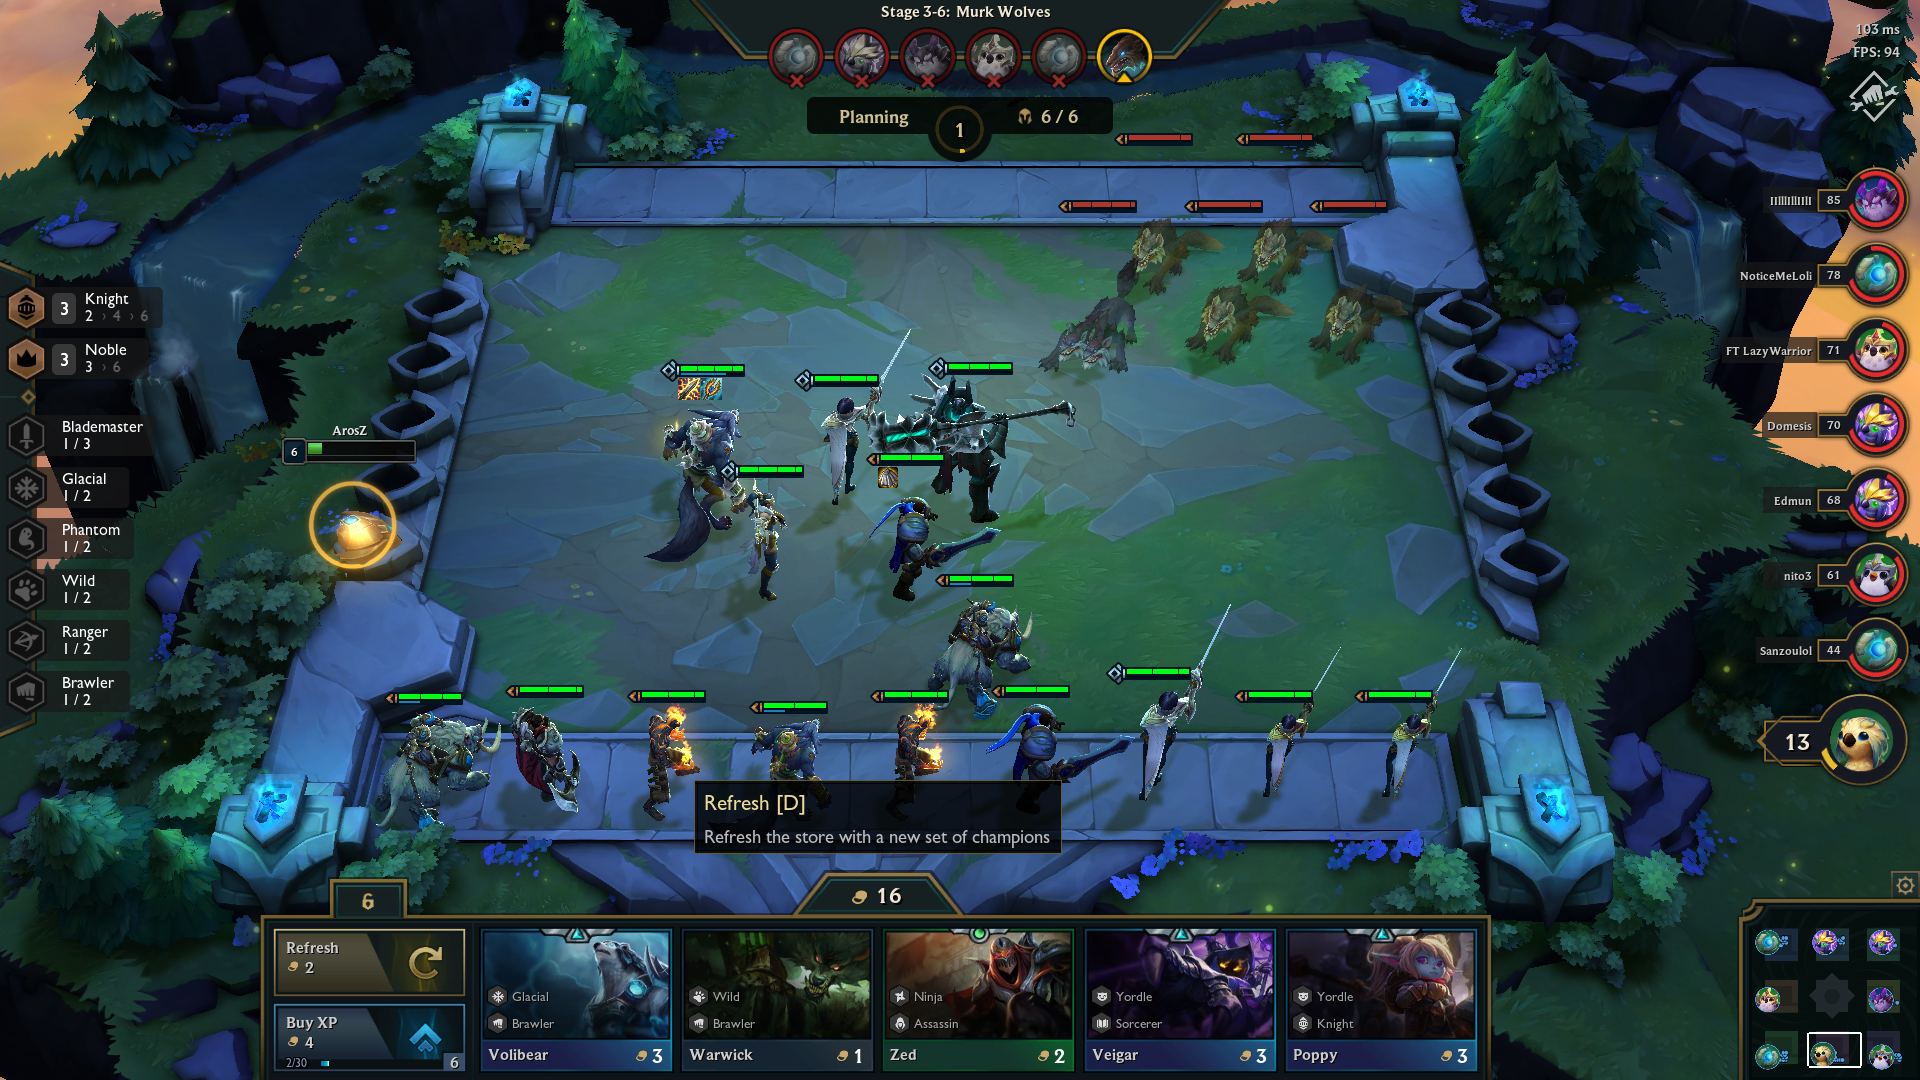 Stage 3-6: Murk Wolves
103 ms
FPS: 94
Planning
1
6 / 6
85
NoticeMeLoli 78
FT LazyWarrior 71
Domesis 70
Edmun 68
nito3 61
Sanzoulol 44
13
3 Knight
2 › 4 › 6
3 Noble
3 › 6
Blademaster
1 / 3
Glacial
1 / 2
Phantom
1 / 2
Wild
1 / 2
Ranger
1 / 2
Brawler
1 / 2
ArosZ
6
Refresh [D]
Refresh the store with a new set of champions
6
16
Refresh
2
Buy XP
4
2/30
6
Glacial
Brawler
Volibear 3
Wild
Brawler
Warwick 1
Ninja
Assassin
Zed 2
Yordle
Sorcerer
Veigar 3
Yordle
Knight
Poppy 3